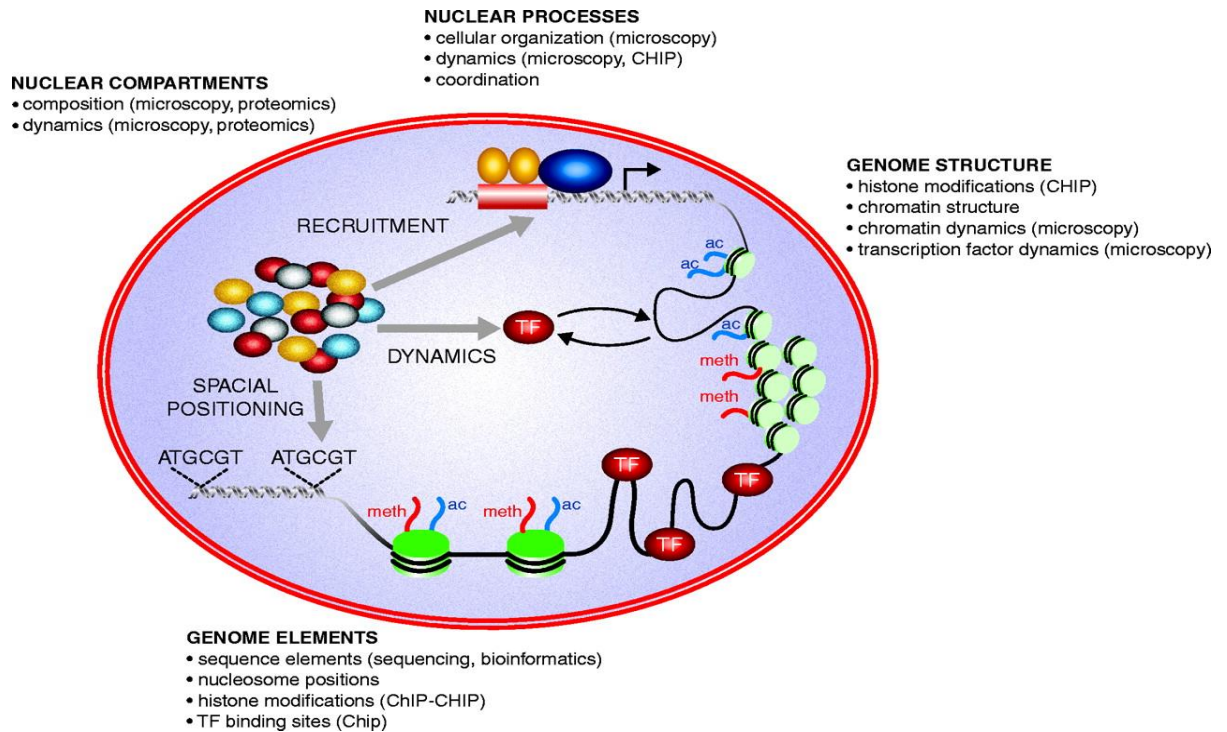 NUCLEAR PROCESSES
• cellular organization (microscopy)
• dynamics (microscopy, CHIP)
• coordination
NUCLEAR COMPARTMENTS
• composition (microscopy, proteomics)
• dynamics (microscopy, proteomics)
GENOME STRUCTURE
• histone modifications (CHIP)
• chromatin structure
• chromatin dynamics (microscopy)
• transcription factor dynamics (microscopy)
RECRUITMENT
ac
ac
TF
ac
DYNAMICS
meth
meth
SPACIAL
POSITIONING
ATGCGT ATGCGT
TF
TF
TF
meth ac
meth ac
GENOME ELEMENTS
• sequence elements (sequencing, bioinformatics)
• nucleosome positions
• histone modifications (ChIP-CHIP)
• TF binding sites (Chip)